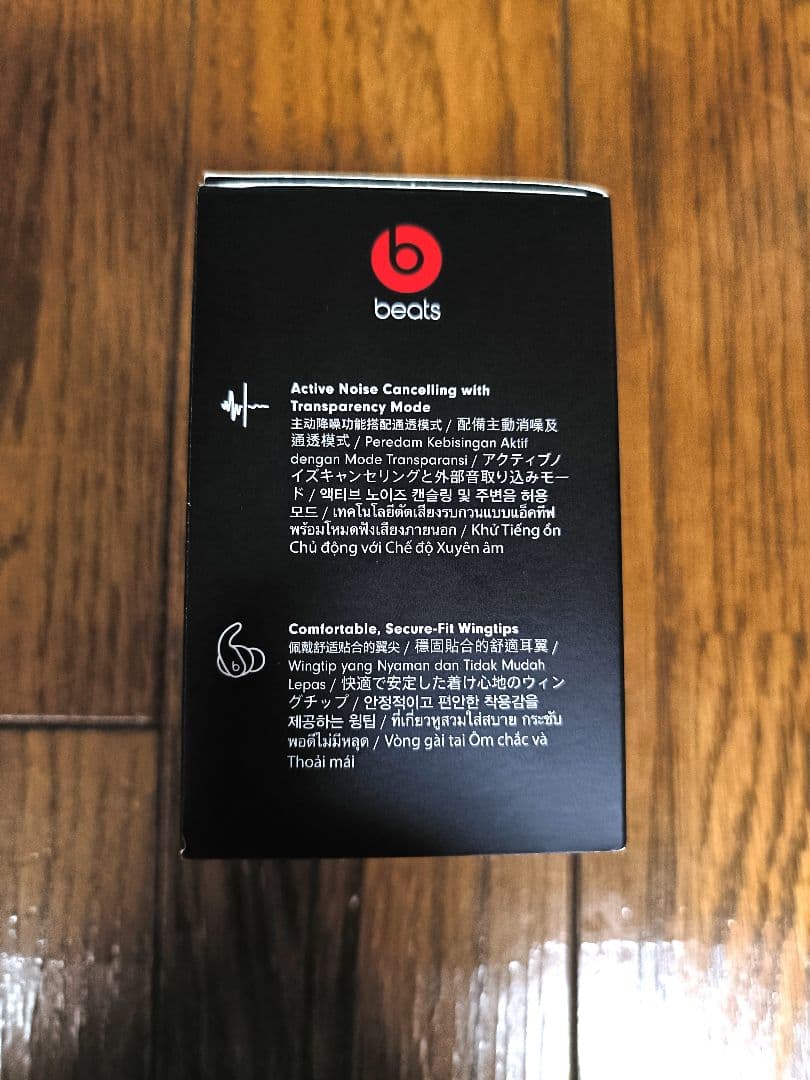 b
beats
Active Noise Cancelling with
Transparency Mode
主动降噪功能搭配通透模式 / 配備主動消噪及
通透模式 / Peredam Kebisingan Aktif
dengan Mode Transparansi / アクティブノ
イズキャンセリングと外部音取り込みモー
ド / 액티브 노이즈 캔슬링 및 주변음 허용
모드 / เทคโนโลยีตัดเสียงรบกวนแบบแอ็คทีฟ
พร้อมโหมดฟังเสียงภายนอก / Khử Tiếng ồn
Chủ động với Chế độ Xuyên âm
Comfortable, Secure-Fit Wingtips
佩戴舒适贴合的翼尖 / 穩固貼合的舒適耳翼 /
Wingtip yang Nyaman dan Tidak Mudah
Lepas / 快適で安定した着け心地のウィン
グチップ / 안정적이고 편안한 착용감을
제공하는 윙팁 / ที่เกี่ยวหูสวมใส่สบาย กระชับ
พอดีไม่มีหลุด / Vòng gài tai Ôm chắc và
Thoải mái